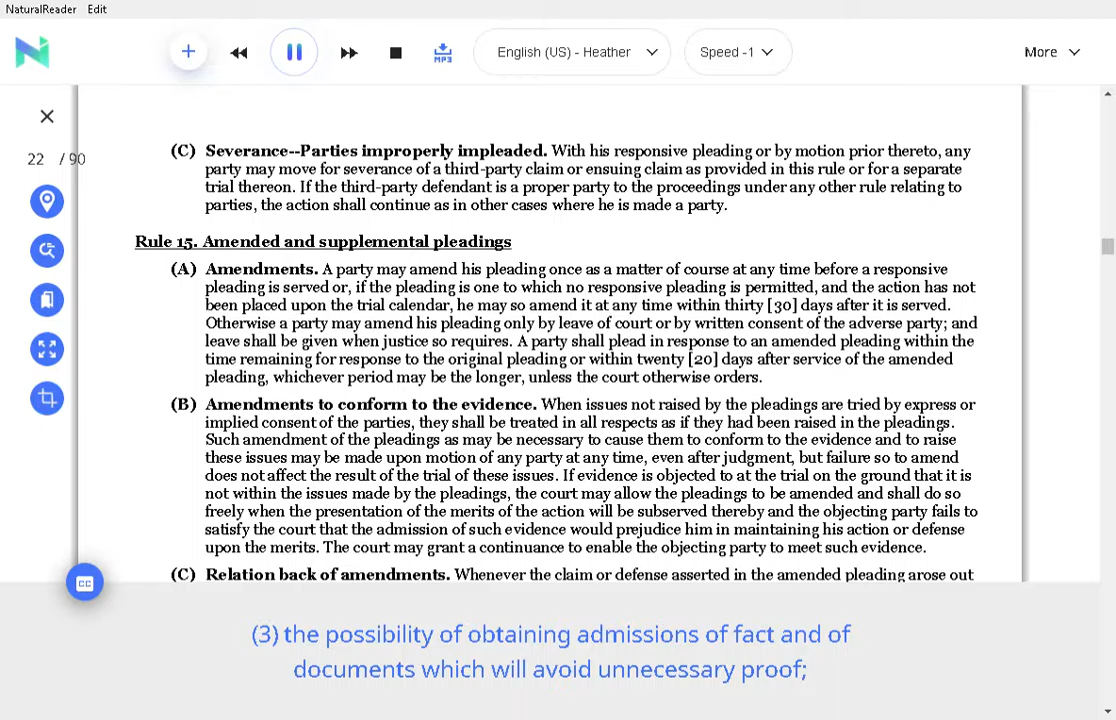 NaturalReader Edit
MP3 English (US) - Heather Speed -1 More
22 / 90
(C) Severance--Parties improperly impleaded. With his responsive pleading or by motion prior thereto, any
party may move for severance of a third-party claim or ensuing claim as provided in this rule or for a separate
trial thereon. If the third-party defendant is a proper party to the proceedings under any other rule relating to
parties, the action shall continue as in other cases where he is made a party.
Rule 15. Amended and supplemental pleadings
(A) Amendments. A party may amend his pleading once as a matter of course at any time before a responsive
pleading is served or, if the pleading is one to which no responsive pleading is permitted, and the action has not
been placed upon the trial calendar, he may so amend it at any time within thirty [30] days after it is served.
Otherwise a party may amend his pleading only by leave of court or by written consent of the adverse party; and
leave shall be given when justice so requires. A party shall plead in response to an amended pleading within the
time remaining for response to the original pleading or within twenty [20] days after service of the amended
pleading, whichever period may be the longer, unless the court otherwise orders.
(B) Amendments to conform to the evidence. When issues not raised by the pleadings are tried by express or
implied consent of the parties, they shall be treated in all respects as if they had been raised in the pleadings.
Such amendment of the pleadings as may be necessary to cause them to conform to the evidence and to raise
these issues may be made upon motion of any party at any time, even after judgment, but failure so to amend
does not affect the result of the trial of these issues. If evidence is objected to at the trial on the ground that it is
not within the issues made by the pleadings, the court may allow the pleadings to be amended and shall do so
freely when the presentation of the merits of the action will be subserved thereby and the objecting party fails to
satisfy the court that the admission of such evidence would prejudice him in maintaining his action or defense
upon the merits. The court may grant a continuance to enable the objecting party to meet such evidence.
(C) Relation back of amendments. Whenever the claim or defense asserted in the amended pleading arose out
CC
(3) the possibility of obtaining admissions of fact and of
documents which will avoid unnecessary proof;